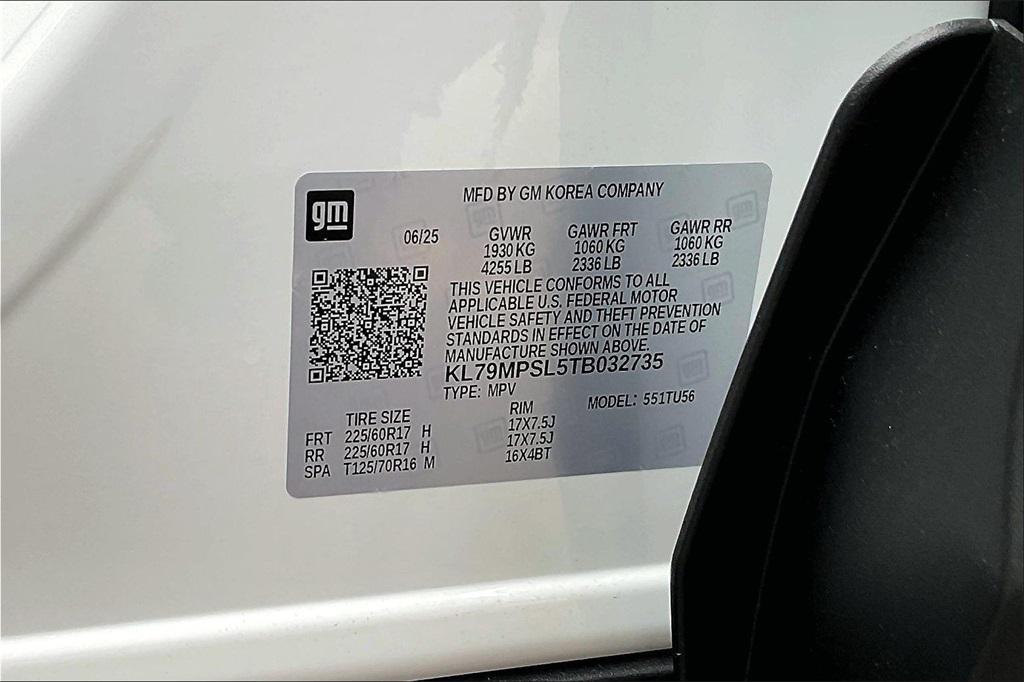 gm
MFD BY GM KOREA COMPANY
06/25
GVWR GAWR FRT GAWR RR
1930 KG 1060 KG 1060 KG
4255 LB 2336 LB 2336 LB
THIS VEHICLE CONFORMS TO ALL
APPLICABLE U.S. FEDERAL MOTOR
VEHICLE SAFETY AND THEFT PREVENTION
STANDARDS IN EFFECT ON THE DATE OF
MANUFACTURE SHOWN ABOVE.
KL79MPSL5TB032735
TYPE: MPV MODEL: 551TU56
TIRE SIZE RIM
FRT 225/60R17 H 17X7.5J
RR 225/60R17 H 17X7.5J
SPA T125/70R16 M 16X4BT